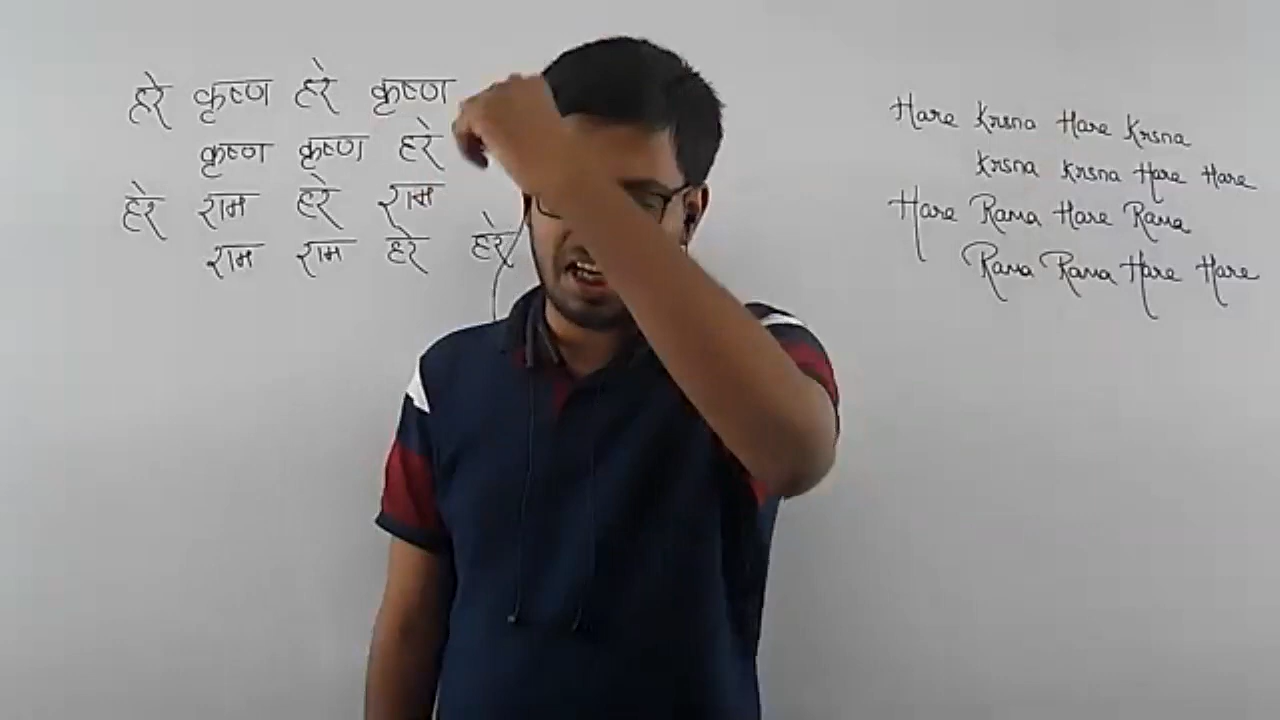 हरे कृष्ण हरे कृष्ण
कृष्ण कृष्ण हरे
हरे राम हरे राम
राम राम हरे हरे
Hare Krsna Hare Krsna
Krsna Krsna Hare Hare
Hare Rama Hare Rama
Rama Rama Hare Hare